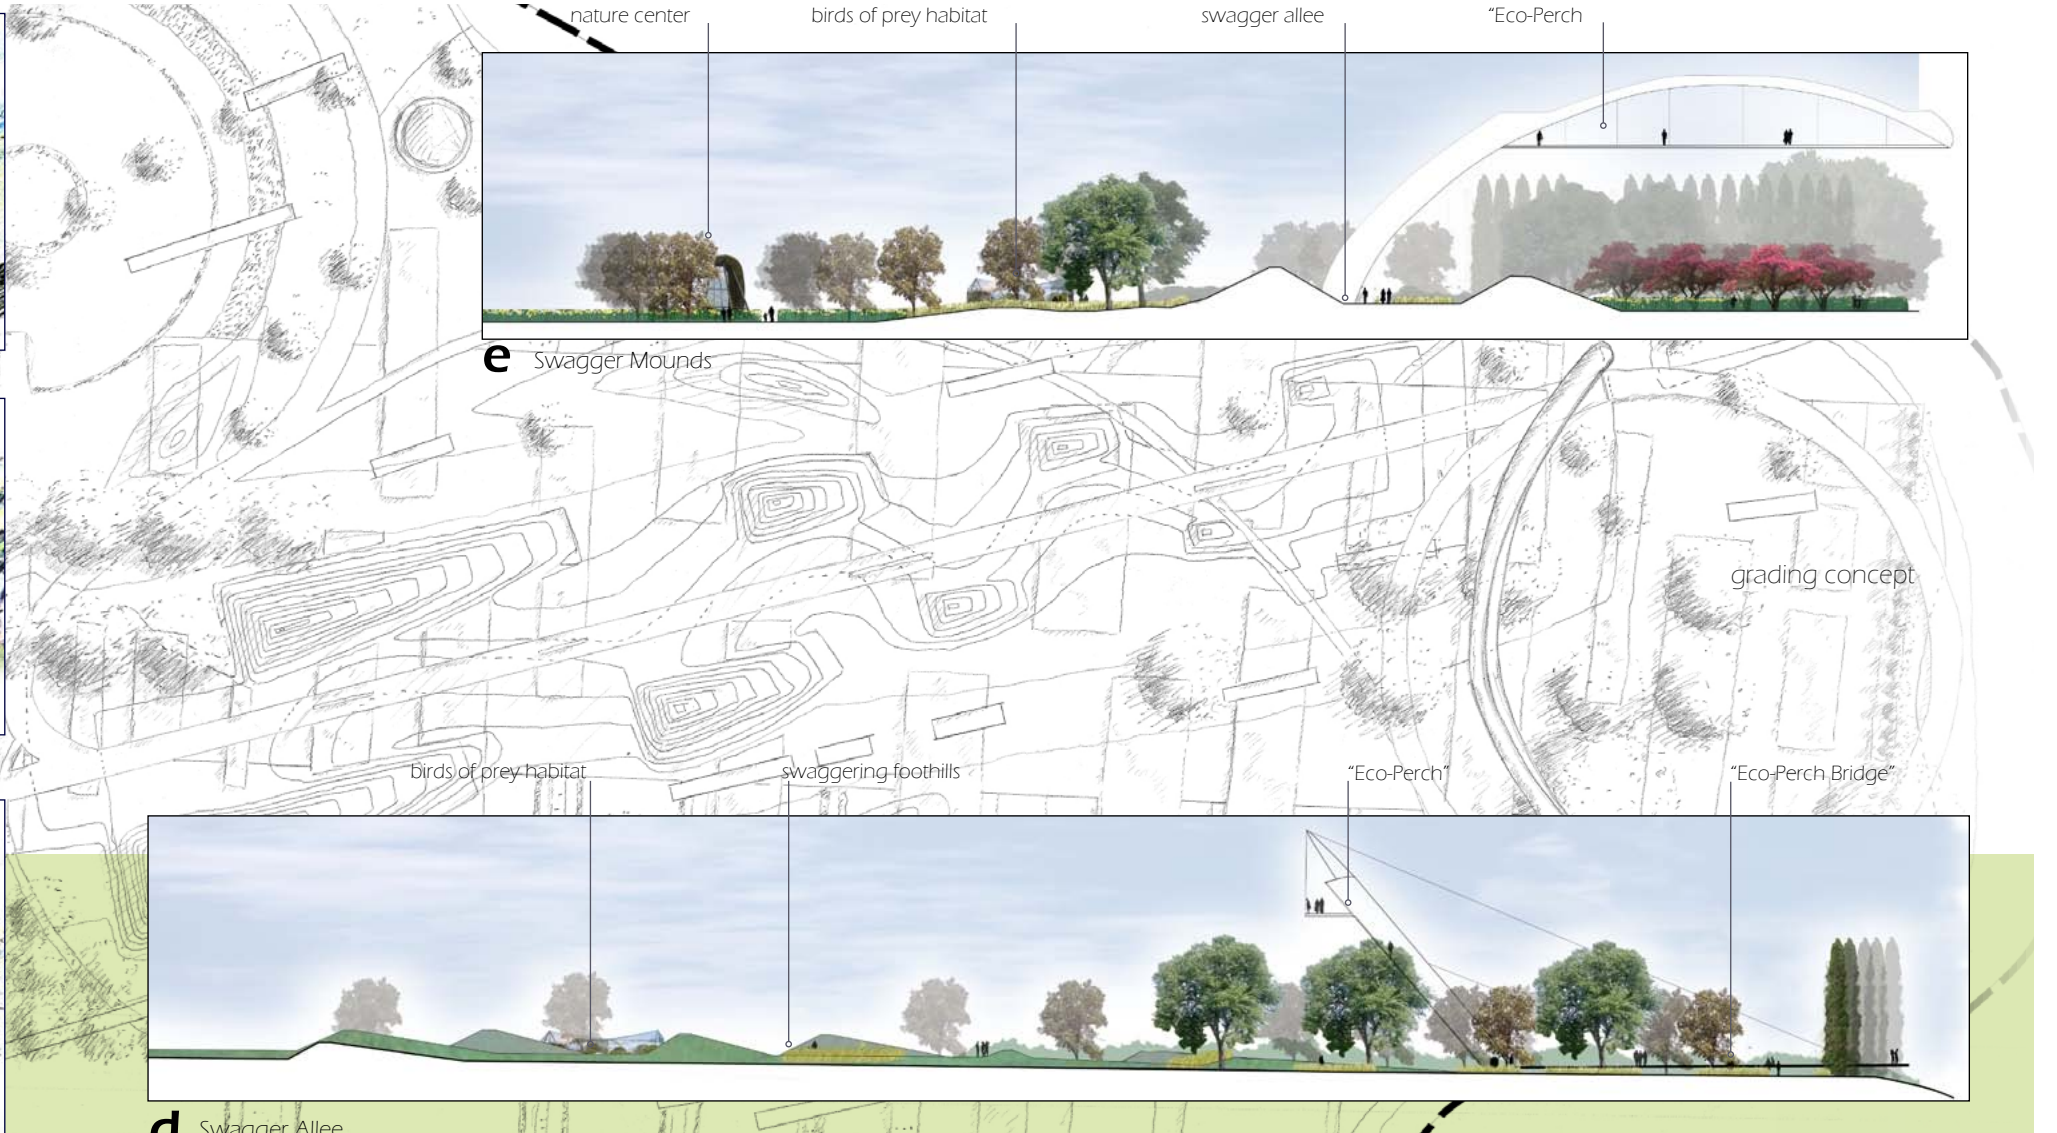 nature center
birds of prey habitat
swagger allee
“Eco-Perch
e Swagger Mounds
grading concept
birds of prey habitat
swaggering foothills
“Eco-Perch”
“Eco-Perch Bridge”
d Swagger Allee